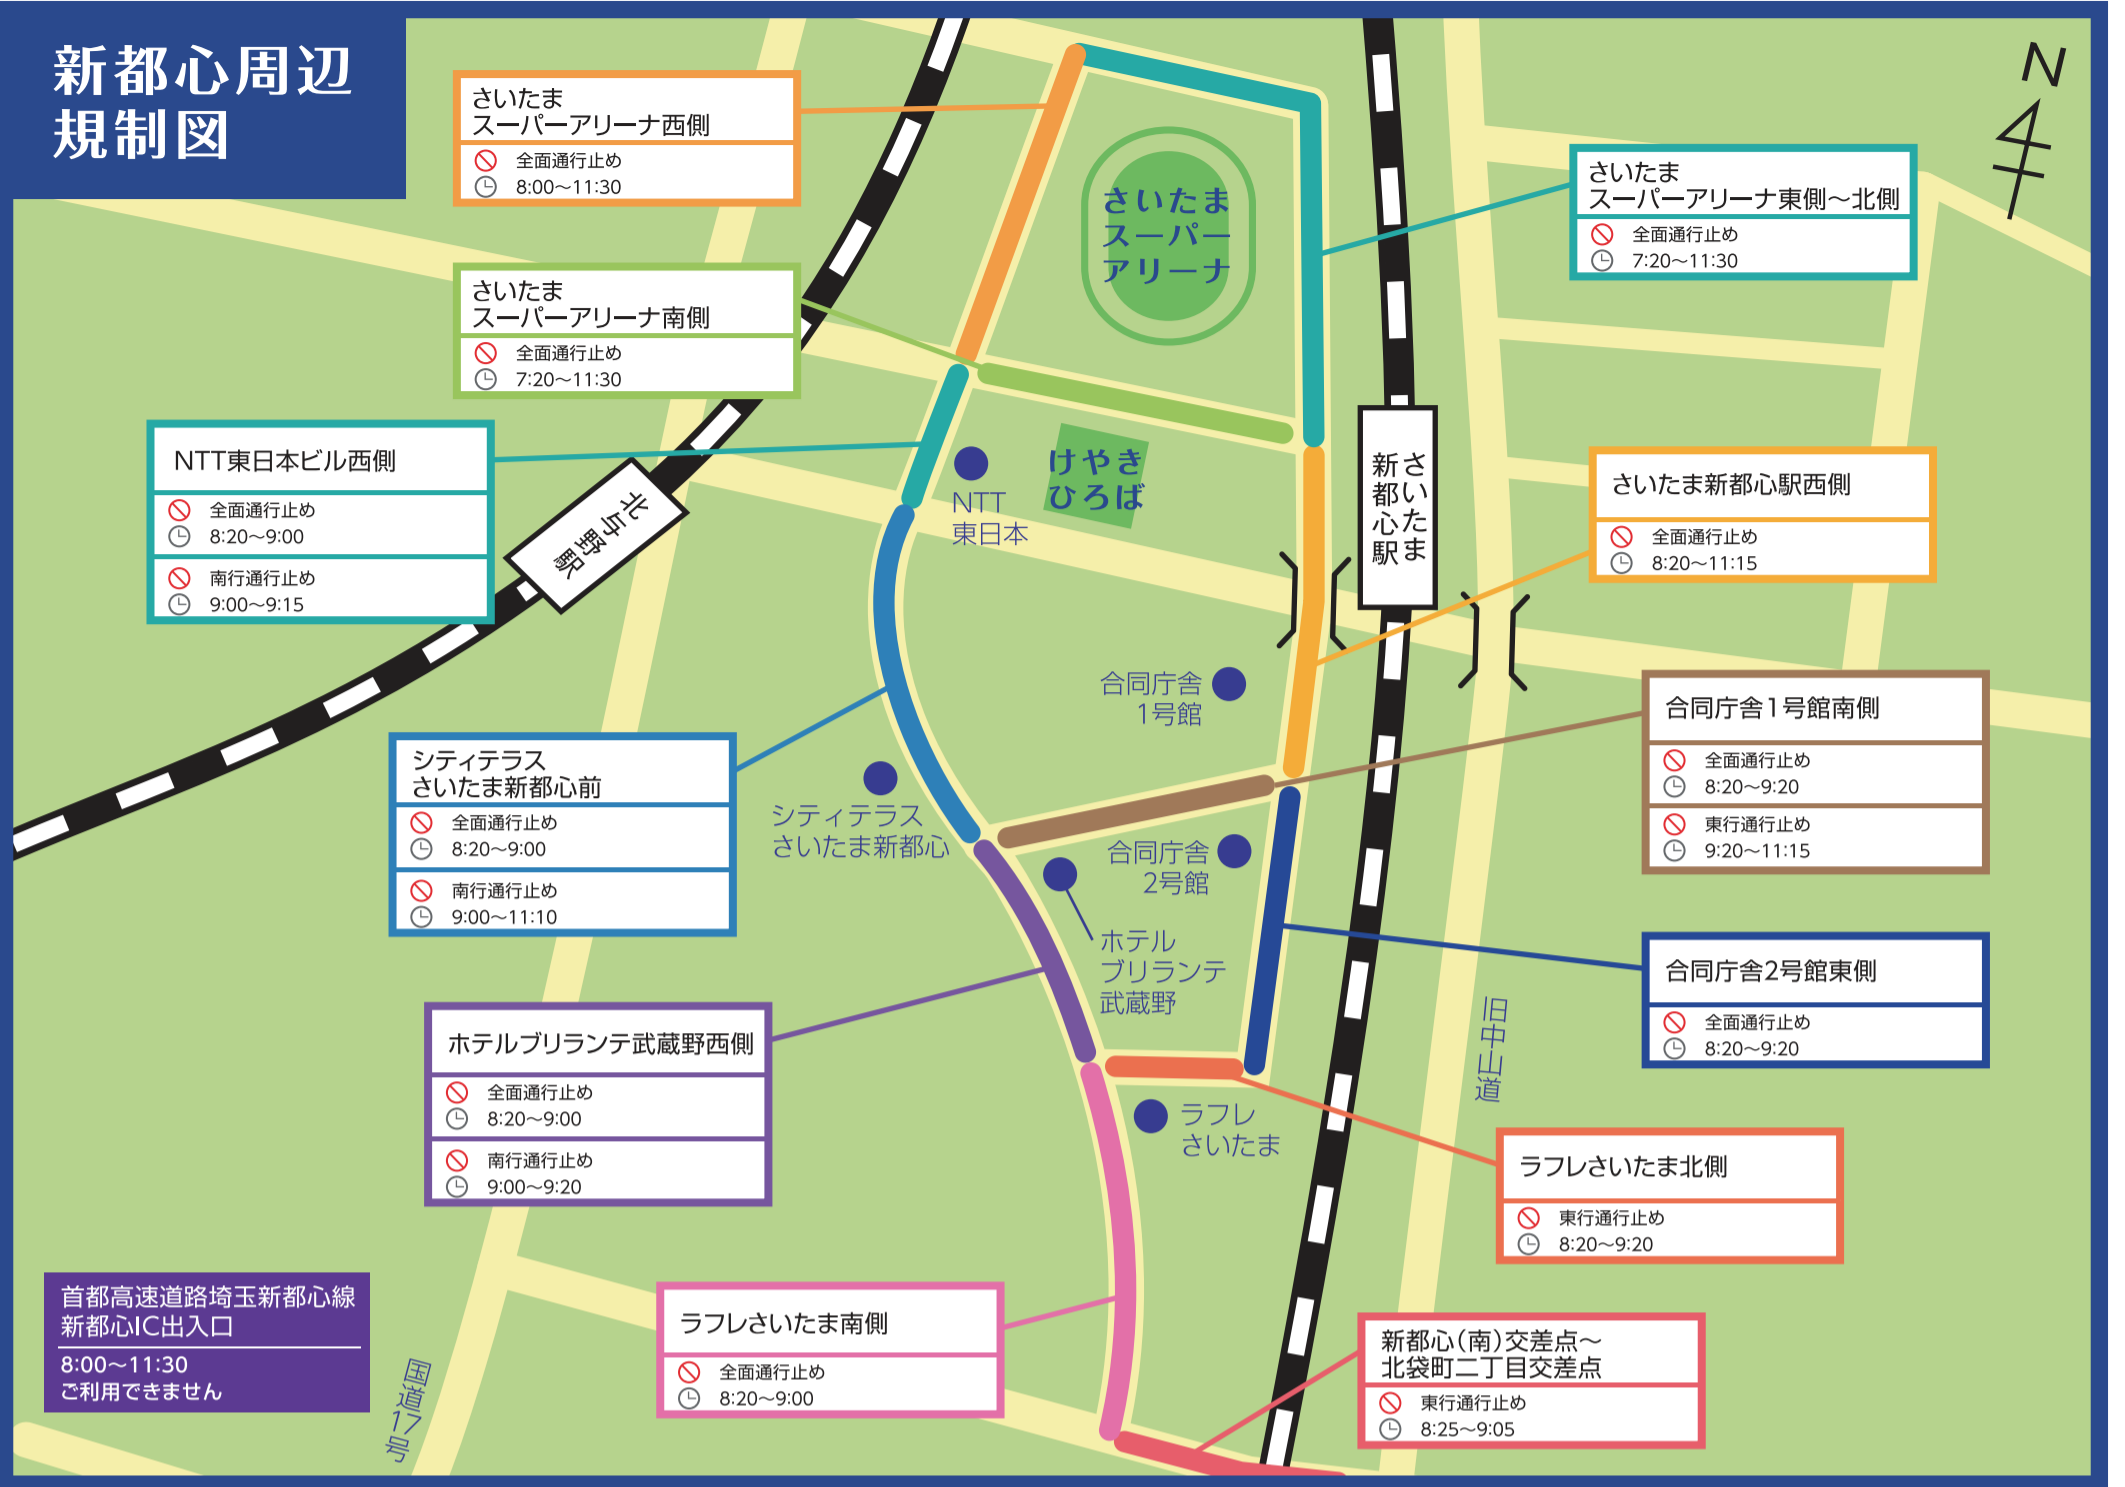 新都心周辺
規制図
N
さいたま
スーパーアリーナ西側
全面通行止め
8:00〜11:30
さいたま
スーパーアリーナ東側〜北側
全面通行止め
7:20〜11:30
さいたま
スーパー
アリーナ
さいたま
スーパーアリーナ南側
全面通行止め
7:20〜11:30
NTT東日本ビル西側
全面通行止め
8:20〜9:00
南行通行止め
9:00〜9:15
北与野駅
NTT
東日本
けやき
ひろば
さいたま
新都心駅
さいたま新都心駅西側
全面通行止め
8:20〜11:15
合同庁舎
1号館
合同庁舎1号館南側
全面通行止め
8:20〜9:20
東行通行止め
9:20〜11:15
シティテラス
さいたま新都心前
全面通行止め
8:20〜9:00
南行通行止め
9:00〜11:10
シティテラス
さいたま新都心
合同庁舎
2号館
ホテル
ブリランテ
武蔵野
合同庁舎2号館東側
全面通行止め
8:20〜9:20
旧中山道
ホテルブリランテ武蔵野西側
全面通行止め
8:20〜9:00
南行通行止め
9:00〜9:20
ラフレ
さいたま
ラフレさいたま北側
東行通行止め
8:20〜9:20
首都高速道路埼玉新都心線
新都心IC出入口
8:00〜11:30
ご利用できません
国道17号
ラフレさいたま南側
全面通行止め
8:20〜9:00
新都心(南)交差点〜
北袋町二丁目交差点
東行通行止め
8:25〜9:05